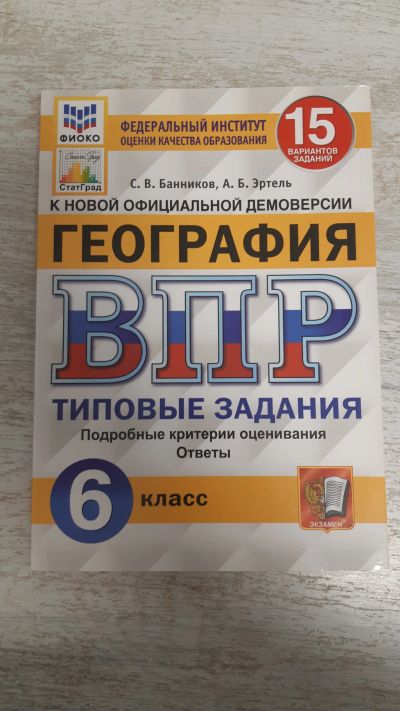 ФИОКО
СтатГрад
ФЕДЕРАЛЬНЫЙ ИНСТИТУТ
ОЦЕНКИ КАЧЕСТВА ОБРАЗОВАНИЯ
15
ВАРИАНТОВ
ЗАДАНИЙ
С. В. Банников, А. Б. Эртель
К НОВОЙ ОФИЦИАЛЬНОЙ ДЕМОВЕРСИИ
ГЕОГРАФИЯ
ВПР
ТИПОВЫЕ ЗАДАНИЯ
Подробные критерии оценивания
Ответы
6 класс
ЭКЗАМЕН